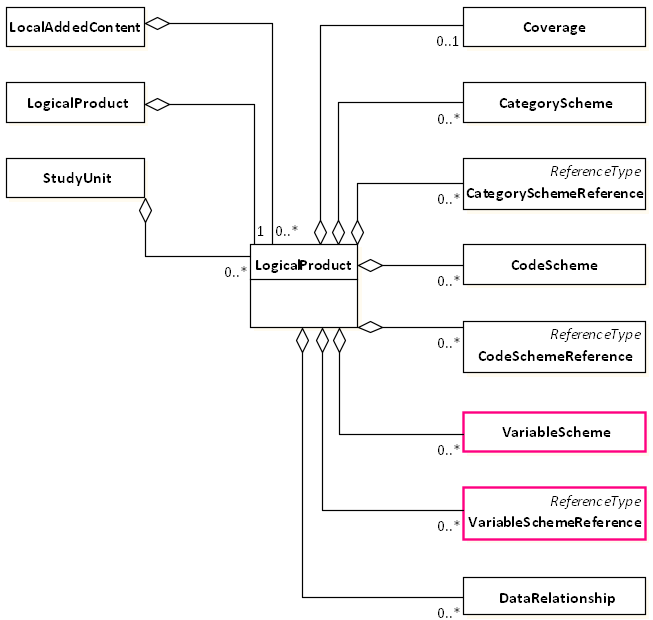 LocalAddedContent
Coverage
0..1
LogicalProduct
CategoryScheme
0..*
StudyUnit
ReferenceType
CategorySchemeReference
0..*
1
0..*
0..*
LogicalProduct
CodeScheme
0..*
ReferenceType
CodeSchemeReference
0..*
VariableScheme
0..*
ReferenceType
VariableSchemeReference
0..*
DataRelationship
0..*